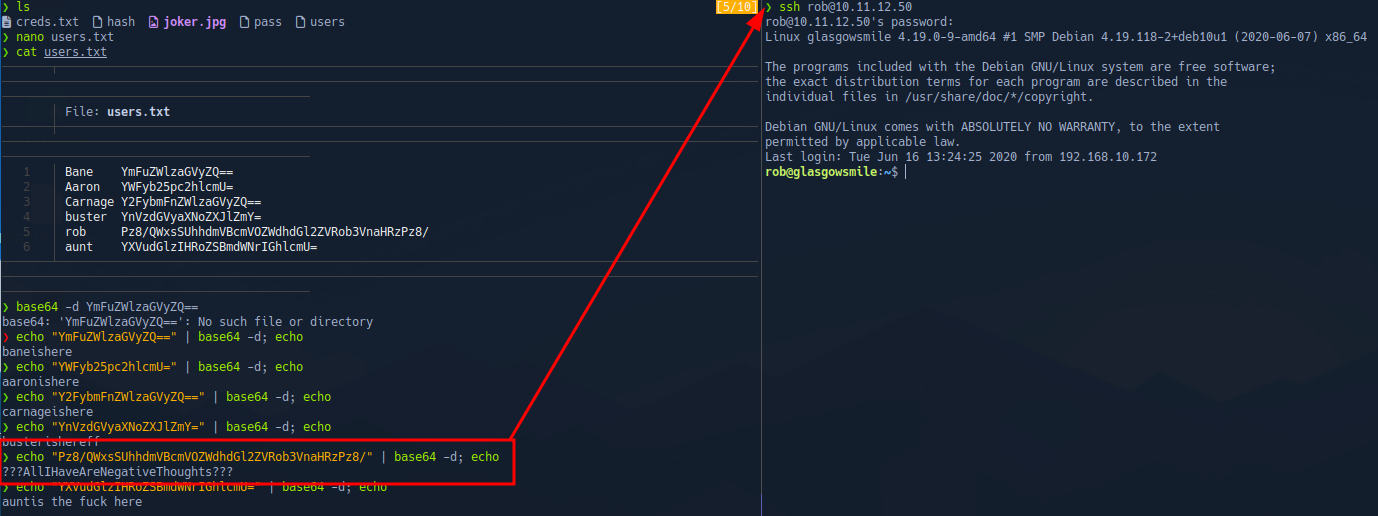 ❯ ls
creds.txt hash joker.jpg pass users
❯ nano users.txt
❯ cat users.txt
File: users.txt
1 Bane YmFuZWlzaGVyZQ==
2 Aaron YWFyb25pc2hlcmU=
3 Carnage Y2FybmFnZWlzaGVyZQ==
4 buster YnVzdGVyaXNoZXJlZmY=
5 rob Pz8/QWxsSUhhdmVBcmVOZWdhdGl2ZVRob3VnaHRzPz8/
6 aunt YXVudGlzIHRoZSBmdWNrIGhlcmU=
❯ base64 -d YmFuZWlzaGVyZQ==
base64: 'YmFuZWlzaGVyZQ==': No such file or directory
❯ echo "YmFuZWlzaGVyZQ==" | base64 -d; echo
baneishere
❯ echo "YWFyb25pc2hlcmU=" | base64 -d; echo
aaronishere
❯ echo "Y2FybmFnZWlzaGVyZQ==" | base64 -d; echo
carnageishere
❯ echo "YnVzdGVyaXNoZXJlZmY=" | base64 -d; echo
busterishereff
❯ echo "Pz8/QWxsSUhhdmVBcmVOZWdhdGl2ZVRob3VnaHRzPz8/" | base64 -d; echo
???AllIHaveAreNegativeThoughts???
❯ echo "YXVudGlzIHRoZSBmdWNrIGhlcmU=" | base64 -d; echo
auntis the fuck here
[5/10]
❯ ssh rob@10.11.12.50
rob@10.11.12.50's password:
Linux glasgowsmile 4.19.0-9-amd64 #1 SMP Debian 4.19.118-2+deb10u1 (2020-06-07) x86_64
The programs included with the Debian GNU/Linux system are free software;
the exact distribution terms for each program are described in the
individual files in /usr/share/doc/*/copyright.
Debian GNU/Linux comes with ABSOLUTELY NO WARRANTY, to the extent
permitted by applicable law.
Last login: Tue Jun 16 13:24:25 2020 from 192.168.10.172
rob@glasgowsmile:~$